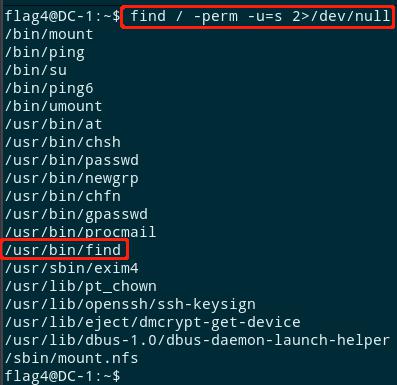 flag4@DC-1:~$ find / -perm -u=s 2>/dev/null
/bin/mount
/bin/ping
/bin/su
/bin/ping6
/bin/umount
/usr/bin/at
/usr/bin/chsh
/usr/bin/passwd
/usr/bin/newgrp
/usr/bin/chfn
/usr/bin/gpasswd
/usr/bin/procmail
/usr/bin/find
/usr/sbin/exim4
/usr/lib/pt_chown
/usr/lib/openssh/ssh-keysign
/usr/lib/eject/dmcrypt-get-device
/usr/lib/dbus-1.0/dbus-daemon-launch-helper
/sbin/mount.nfs
flag4@DC-1:~$